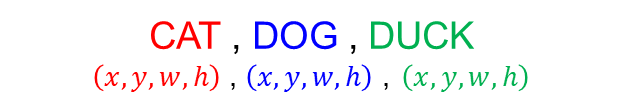 CAT , DOG , DUCK
(x, y, w, h) , (x, y, w, h) , (x, y, w, h)